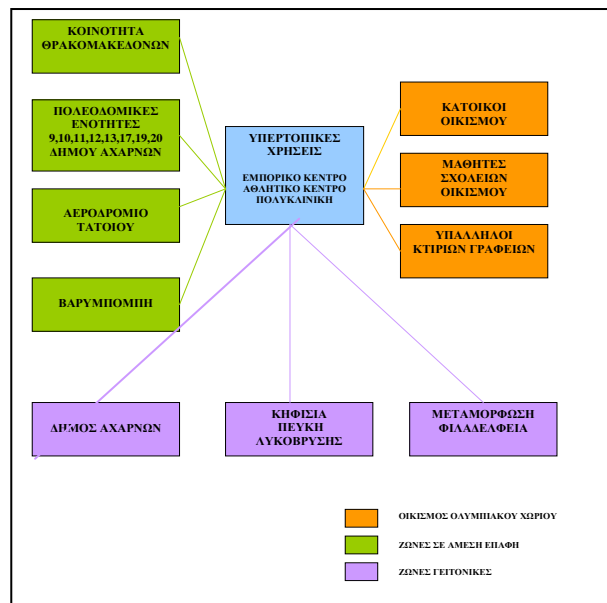 ΚΟΙΝΟΤΗΤΑ
ΘΡΑΚΟΜΑΚΕΔΟΝΩΝ
ΠΟΛΕΟΔΟΜΙΚΕΣ
ΕΝΟΤΗΤΕΣ
9,10,11,12,13,17,19,20
ΔΗΜΟΥ ΑΧΑΡΝΩΝ
ΑΕΡΟΔΡΟΜΙΟ
ΤΑΤΟΙΟΥ
ΒΑΡΥΜΠΟΜΠΗ
ΥΠΕΡΤΟΠΙΚΕΣ
ΧΡΗΣΕΙΣ
ΕΜΠΟΡΙΚΟ ΚΕΝΤΡΟ
ΑΘΛΗΤΙΚΟ ΚΕΝΤΡΟ
ΠΟΛΥΚΛΙΝΙΚΗ
ΚΑΤΟΙΚΟΙ
ΟΙΚΙΣΜΟΥ
ΜΑΘΗΤΕΣ
ΣΧΟΛΕΙΩΝ
ΟΙΚΙΣΜΟΥ
ΥΠΑΛΛΗΛΟΙ
ΚΤΙΡΙΩΝ ΓΡΑΦΕΙΩΝ
ΔΗΜΟΣ ΑΧΑΡΝΩΝ
ΚΗΦΙΣΙΑ
ΠΕΥΚΗ
ΛΥΚΟΒΡΥΣΗΣ
ΜΕΤΑΜΟΡΦΩΣΗ
ΦΙΛΑΔΕΛΦΕΙΑ
ΟΙΚΙΣΜΟΣ ΟΛΥΜΠΙΑΚΟΥ ΧΩΡΙΟΥ
ΖΩΝΕΣ ΣΕ ΑΜΕΣΗ ΕΠΑΦΗ
ΖΩΝΕΣ ΓΕΙΤΟΝΙΚΕΣ